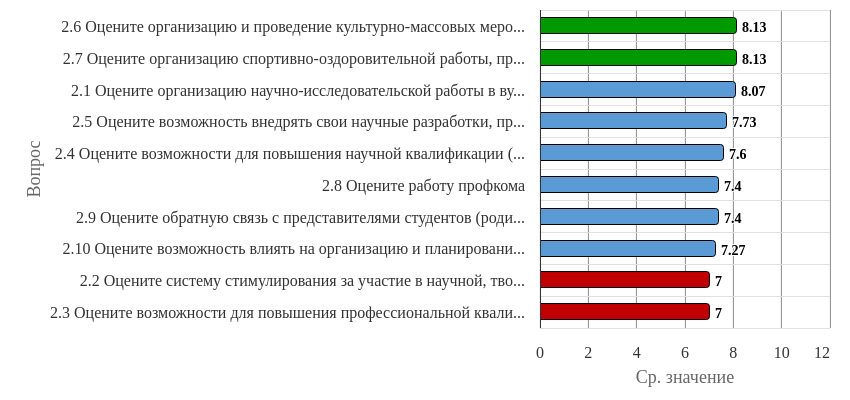 2.6 Оцените организацию и проведение культурно-массовых меро... 8.13
2.7 Оцените организацию спортивно-оздоровительной работы, пр... 8.13
2.1 Оцените организацию научно-исследовательской работы в ву... 8.07
2.5 Оцените возможность внедрять свои научные разработки, пр... 7.73
2.4 Оцените возможности для повышения научной квалификации (... 7.6
2.8 Оцените работу профкома 7.4
2.9 Оцените обратную связь с представителями студентов (роди... 7.4
2.10 Оцените возможность влиять на организацию и планировани... 7.27
2.2 Оцените систему стимулирования за участие в научной, тво... 7
2.3 Оцените возможности для повышения профессиональной квали... 7
Вопрос
0 2 4 6 8 10 12
Ср. значение